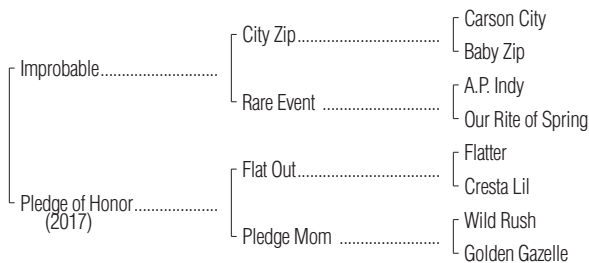 Carson City
City Zip
Baby Zip
Improbable
A.P. Indy
Rare Event
Our Rite of Spring
Flatter
Flat Out
Cresta Lil
Pledge of Honor
(2017)
Wild Rush
Pledge Mom
Golden Gazelle